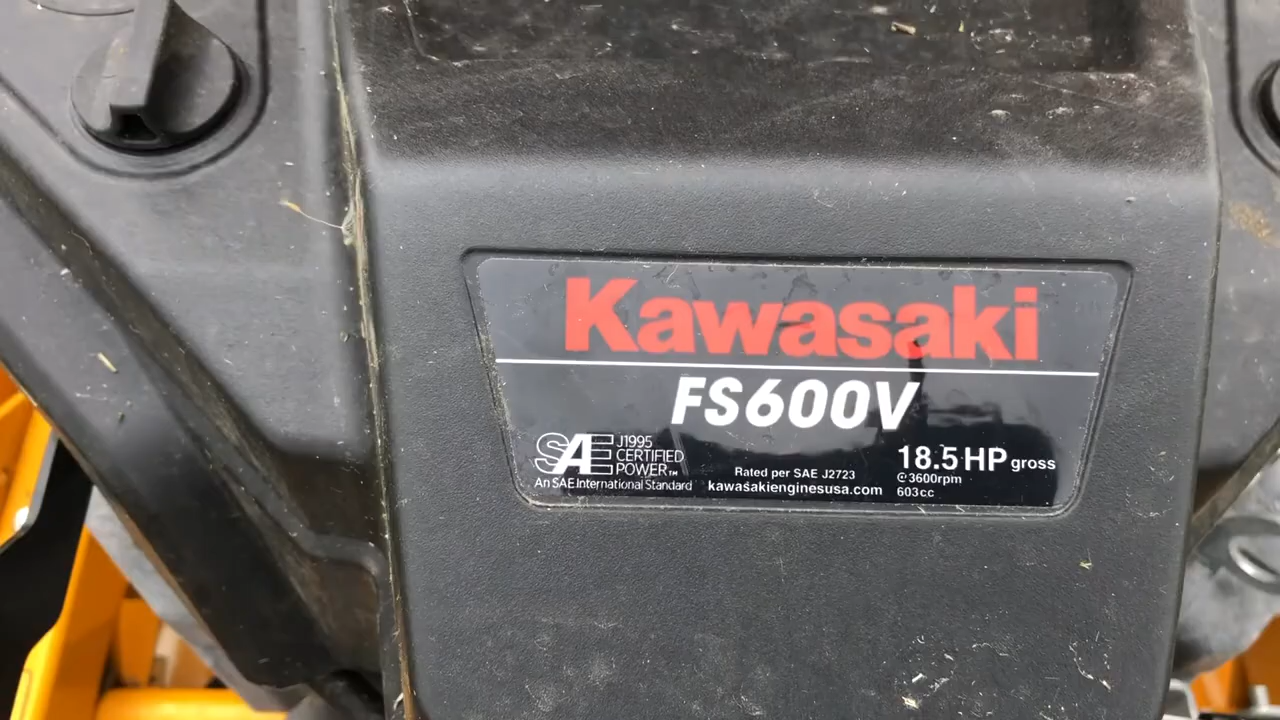 Kawasaki
FS600V
SAE J1995
CERTIFIED
POWER™
An SAE International Standard
Rated per SAE J2723
kawasakienginesusa.com
18.5 HP gross
@3600rpm
603cc